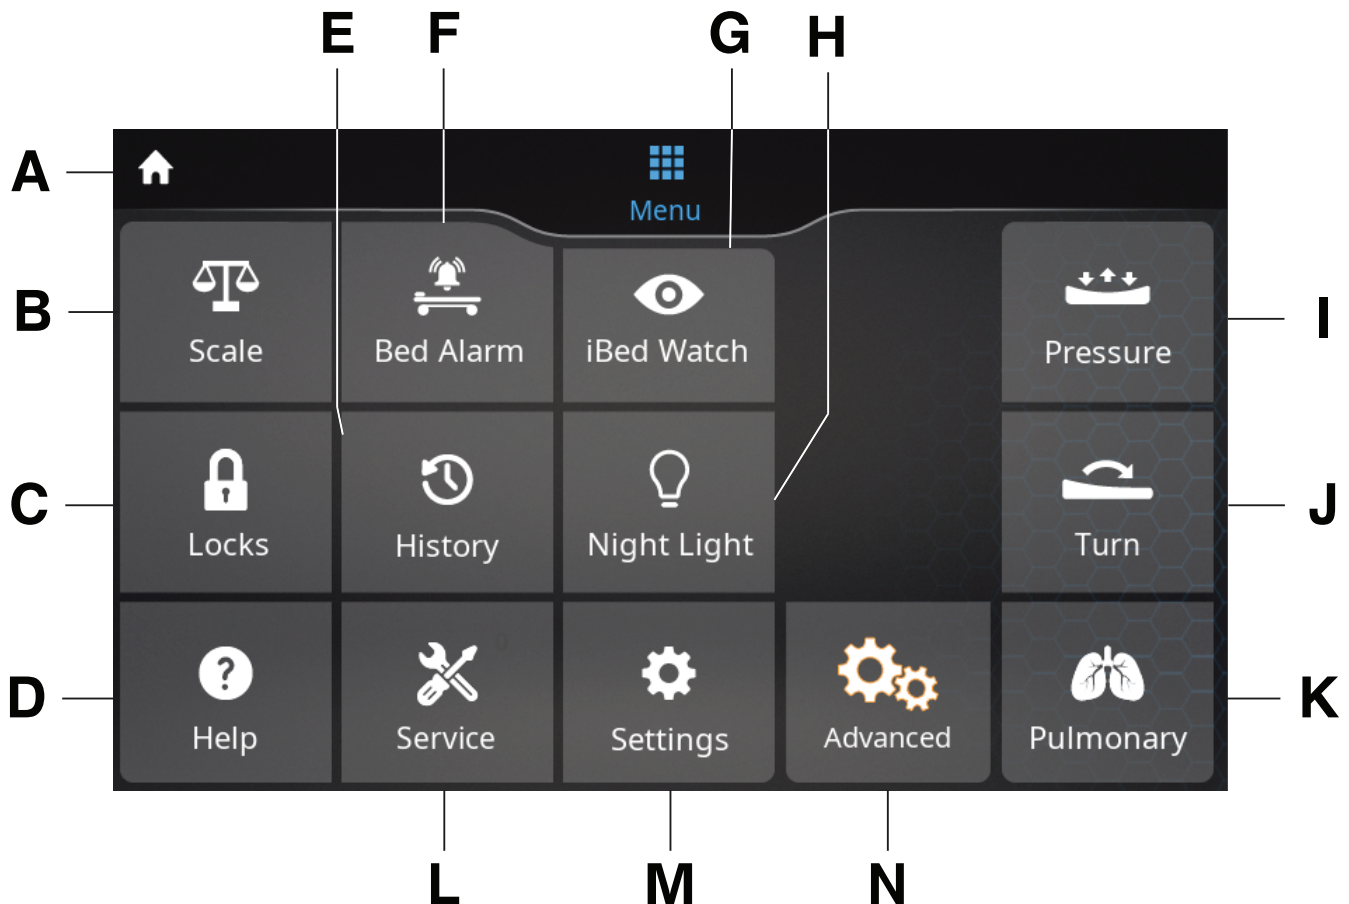 E F G H
A
Menu
B Scale Bed Alarm iBed Watch Pressure I
C Locks History Night Light Turn J
D Help Service Settings Advanced Pulmonary K
L M N